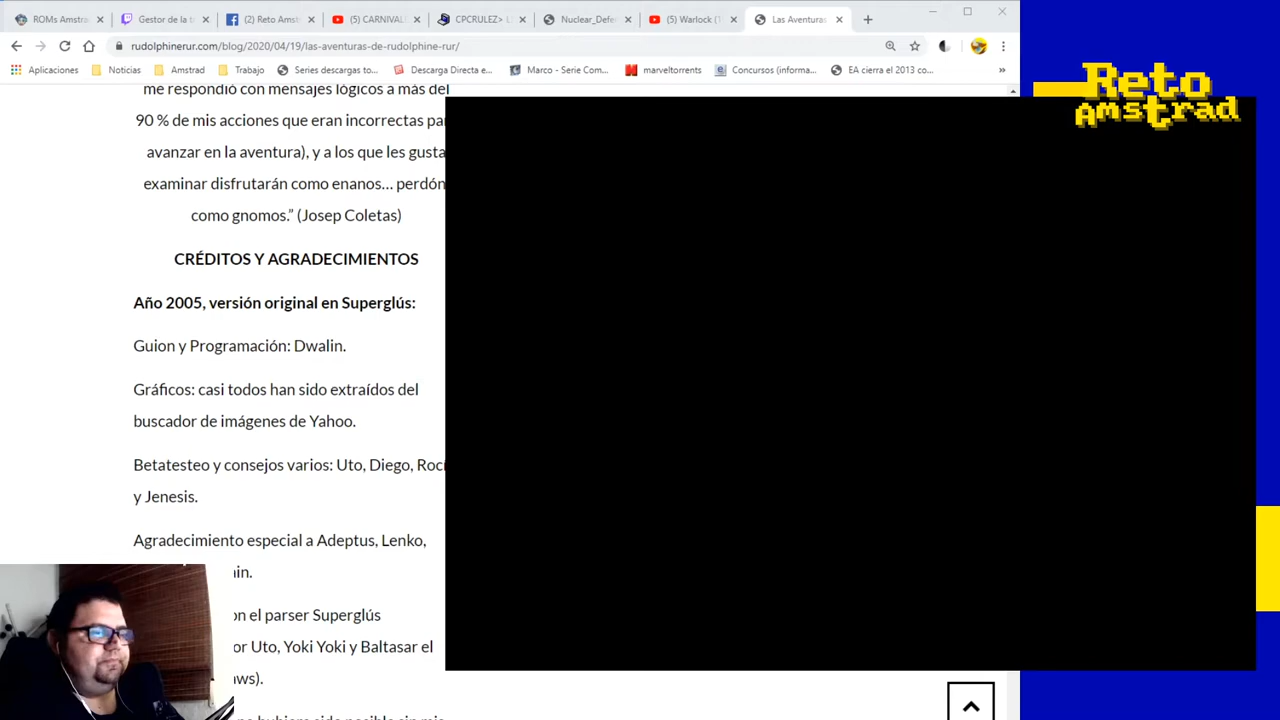 ROMs Amstra
Gestor de la t
(2) Reto Ams
(5) CARNIVAL
CPCRULEZ> L
Nuclear_Defe
(5) Warlock (1
Las Aventuras
rudolphinerur.com/blog/2020/04/19/las-aventuras-de-rudolphine-rur/
Aplicaciones
Noticias
Amstrad
Trabajo
Series descargas to...
Descarga Directa e...
Marco - Serie Com...
marveltorrents
Concursos (informa...
EA cierra el 2013 co...
»
Reto
Amstrad
me respondió con mensajes lógicos a más del
90 % de mis acciones que eran incorrectas par
avanzar en la aventura), y a los que les gusta
examinar disfrutarán como enanos... perdón
como gnomos.” (Josep Coletas)
CRÉDITOS Y AGRADECIMIENTOS
Año 2005, versión original en Superglús:
Guion y Programación: Dwalin.
Gráficos: casi todos han sido extraídos del
buscador de imágenes de Yahoo.
Betatesteo y consejos varios: Uto, Diego, Rocí
y Jenesis.
Agradecimiento especial a Adeptus, Lenko,
in.
on el parser Superglús
or Uto, Yoki Yoki y Baltasar el
ws).